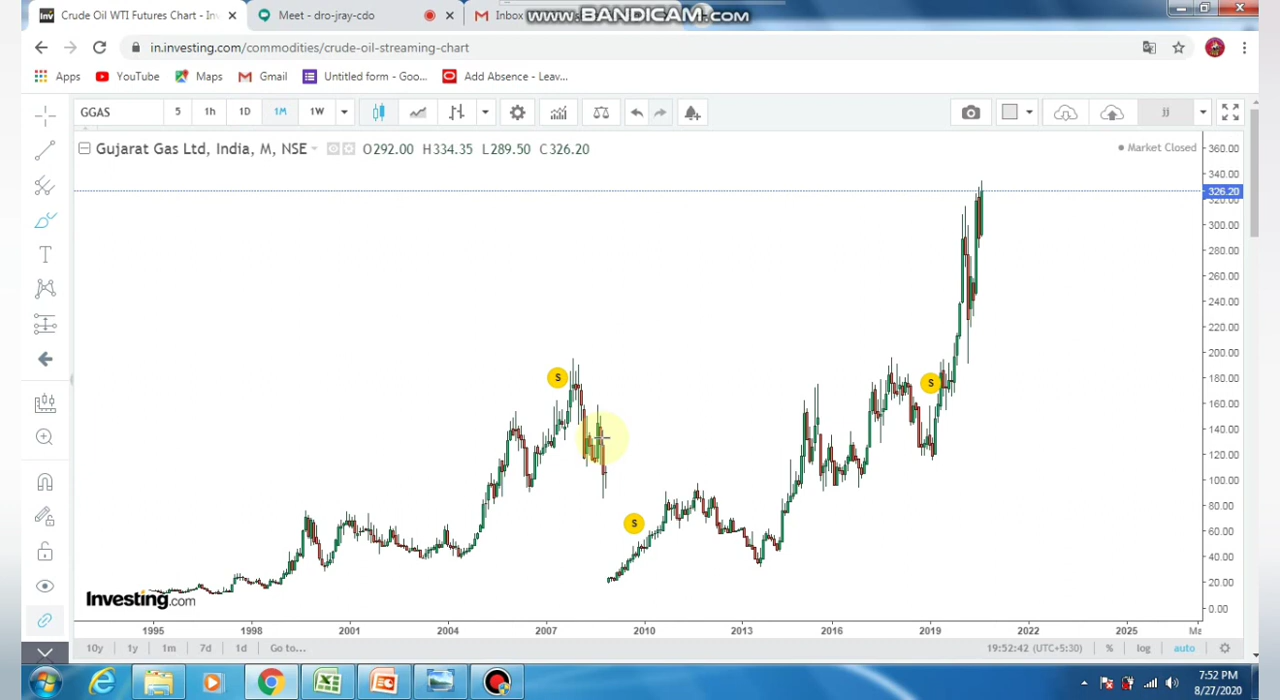 Crude Oil WTI Futures Chart - Inv
Meet - dro-jray-cdo
Inbox
www.BANDICAM.com
in.investing.com/commodities/crude-oil-streaming-chart
Apps YouTube Maps Gmail Untitled form - Goo... Add Absence - Leav...
GGAS 5 1h 1D 1M 1W jj
Gujarat Gas Ltd, India, M, NSE O292.00 H334.35 L289.50 C326.20
Market Closed
360.00
340.00
326.20
320.00
300.00
280.00
260.00
240.00
220.00
200.00
180.00
160.00
140.00
120.00
100.00
80.00
60.00
40.00
20.00
0.00
S
S
S
Investing.com
1995 1998 2001 2004 2007 2010 2013 2016 2019 2022 2025 Ma
10y 1y 1m 7d 1d Go to... 19:52:42 (UTC+5:30) % log auto
7:52 PM
8/27/2020